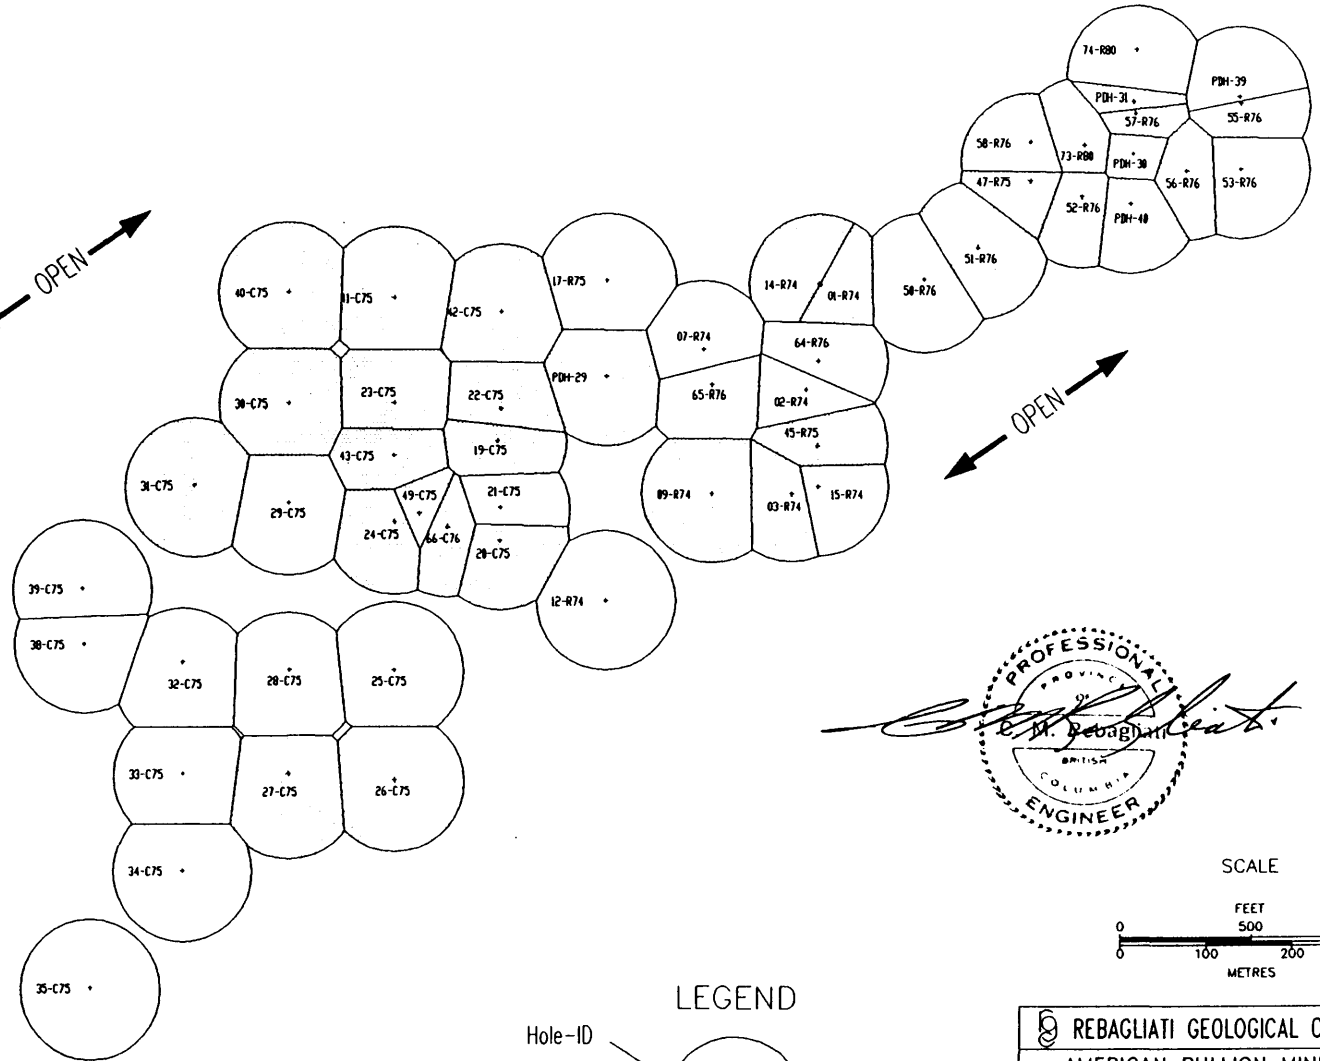 74-R80
PDH-39
PDH-31
57-R76
55-R76
58-R76
73-R80
PDH-30
47-R75
56-R76
53-R76
52-R76
PDH-40
OPEN
51-R76
40-C75
41-C75
42-C75
17-R75
14-R74
01-R74
50-R76
07-R74
64-R76
30-C75
23-C75
22-C75
PDH-29
65-R76
02-R74
OPEN
43-C75
19-C75
45-R75
31-C75
29-C75
49-C75
21-C75
09-R74
03-R74
15-R74
24-C75
66-C76
20-C75
39-C75
12-R74
38-C75
32-C75
28-C75
25-C75
33-C75
27-C75
26-C75
34-C75
35-C75
PROFESSIONAL
PROVINCE
OF
C. M. Rebagliati
BRITISH
COLUMBIA
ENGINEER
SCALE
FEET
0 500
0 100 200
METRES
LEGEND
Hole-ID
REBAGLIATI GEOLOGICAL C
AMERICAN BULLION MIN